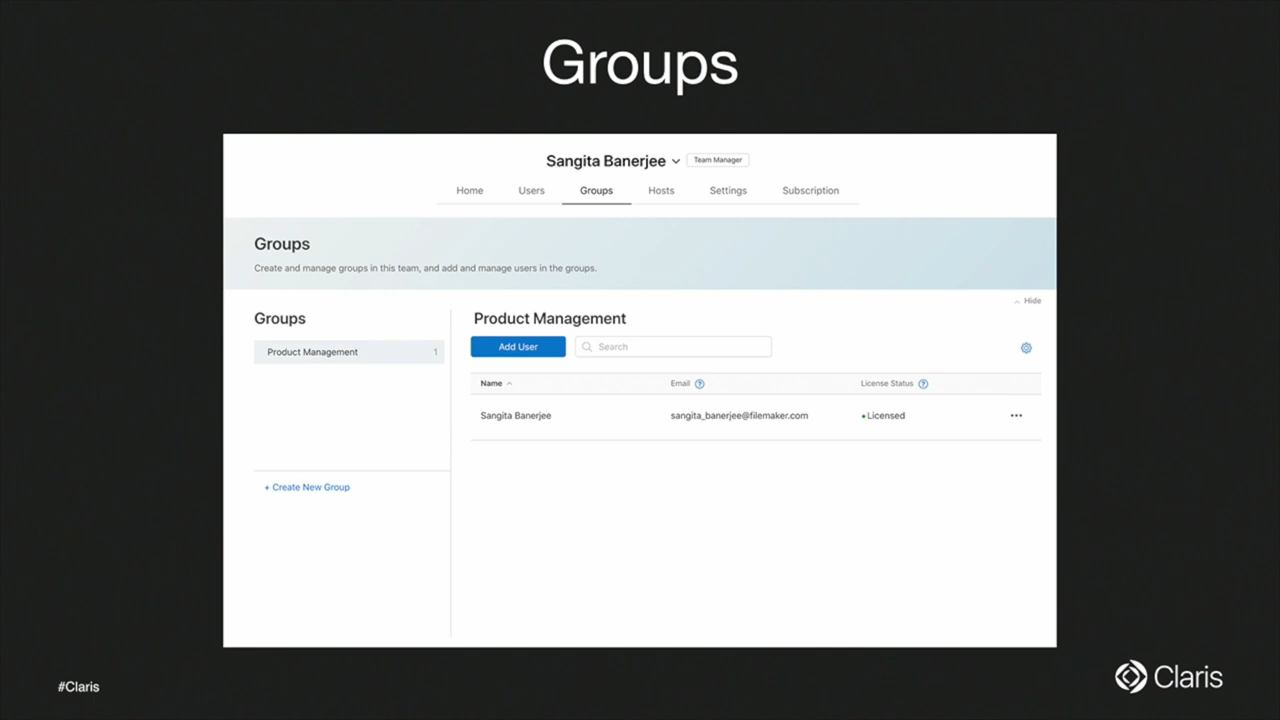 Groups
Sangita Banerjee Team Manager
Home Users Groups Hosts Settings Subscription
Groups
Create and manage groups in this team, and add and manage users in the groups.
Hide
Groups
Product Management 1
+ Create New Group
Product Management
Add User Search
Name Email ? License Status ?
Sangita Banerjee sangita_banerjee@filemaker.com Licensed
#Claris
Claris